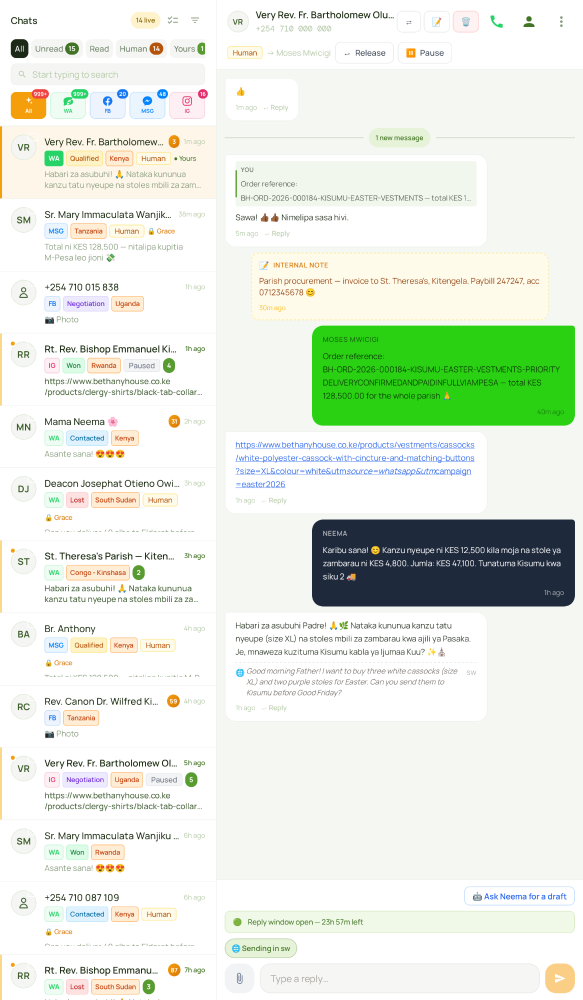 Chats
14 live
All
Unread 15
Read
Human 14
Yours 1
Start typing to search
999+
All
999+
WA
20
FB
48
MSG
16
IG
VR
Very Rev. Fr. Bartholomew... 3 1m ago
WA Qualified Kenya Human • Yours
Habari za asubuhi! 🙏 Nataka kununua
kanzu tatu nyeupe na stoles mbili za zam...
SM
Sr. Mary Immaculata Wanjik... 38m ago
MSG Tanzania Human 🔒 Grace
Total ni KES 128,500 — nitalipa kupitia
M-Pesa leo jioni 💸
+254 710 015 838 1h ago
FB Negotiation Uganda
📷 Photo
RR
Rt. Rev. Bishop Emmanuel Ki... 1h ago
IG Won Rwanda Paused 4
https://www.bethanyhouse.co.ke
/products/clergy-shirts/black-tab-collar...
MN
Mama Neema 🌸 31 2h ago
WA Contacted Kenya
Asante sana! 😍😍😍
DJ
Deacon Josephat Otieno Owi... 3h ago
WA Lost South Sudan Human
🔒 Grace
ST
St. Theresa's Parish — Kiten... 3h ago
WA Congo - Kinshasa 2
Habari za asubuhi! 🙏 Nataka kununua
kanzu tatu nyeupe na stoles mbili za za...
BA
Br. Anthony 4h ago
MSG Qualified Kenya Human
🔒 Grace
RC
Rev. Canon Dr. Wilfred Ki... 59 4h ago
FB Tanzania
📷 Photo
VR
Very Rev. Fr. Bartholomew Ol... 5h ago
IG Negotiation Uganda Paused 5
https://www.bethanyhouse.co.ke
/products/clergy-shirts/black-tab-collar...
SM
Sr. Mary Immaculata Wanjiku ... 6h ago
WA Won Rwanda
Asante sana! 😍😍😍
+254 710 087 109 6h ago
WA Contacted Kenya Human
🔒 Grace
RR
Rt. Rev. Bishop Emmanu... 87 7h ago
WA Lost South Sudan 3
VR
Very Rev. Fr. Bartholomew Olu...
+254 710 000 000
Human → Moses Mwicigi
↔ Release
⏸ Pause
👍
1m ago ↔ Reply
1 new message
YOU
Order reference:
BH-ORD-2026-000184-KISUMU-EASTER-VESTMENTS — total KES 1...
Sawa! 👍🏾👍🏾 Nimelipa sasa hivi.
5m ago ↔ Reply
📝 INTERNAL NOTE
Parish procurement — invoice to St. Theresa's, Kitengela. Paybill 247247, acc
0712345678 😊
30m ago
MOSES MWICIGI
Order reference:
BH-ORD-2026-000184-KISUMU-EASTER-VESTMENTS-PRIORITY
DELIVERYCONFIRMEDANDPAIDINFULLVIAMPESA — total KES
128,500.00 for the whole parish 🙏
40m ago
https://www.bethanyhouse.co.ke/products/vestments/cassocks
/white-polyester-cassock-with-cincture-and-matching-buttons
?size=XL&colour=white&utmsource=whatsapp&utmcampaign
=easter2026
1h ago ↔ Reply
NEEMA
Karibu sana! 😊 Kanzu nyeupe ni KES 12,500 kila moja na stole ya
zambarau ni KES 4,800. Jumla: KES 47,100. Tunatuma Kisumu kwa
siku 2 🚚
1h ago
Habari za asubuhi Padre! 🙏🌿 Nataka kununua kanzu tatu
nyeupe (size XL) na stoles mbili za zambarau kwa ajili ya Pasaka.
Je, mnaweza kuzituma Kisumu kabla ya Ijumaa Kuu? ✨⛪
🌐 Good morning Father! I want to buy three white cassocks (size SW
XL) and two purple stoles for Easter. Can you send them to
Kisumu before Good Friday?
1h ago ↔ Reply
🤖 Ask Neema for a draft
Reply window open — 23h 57m left
🌐 Sending in sw
Type a reply...